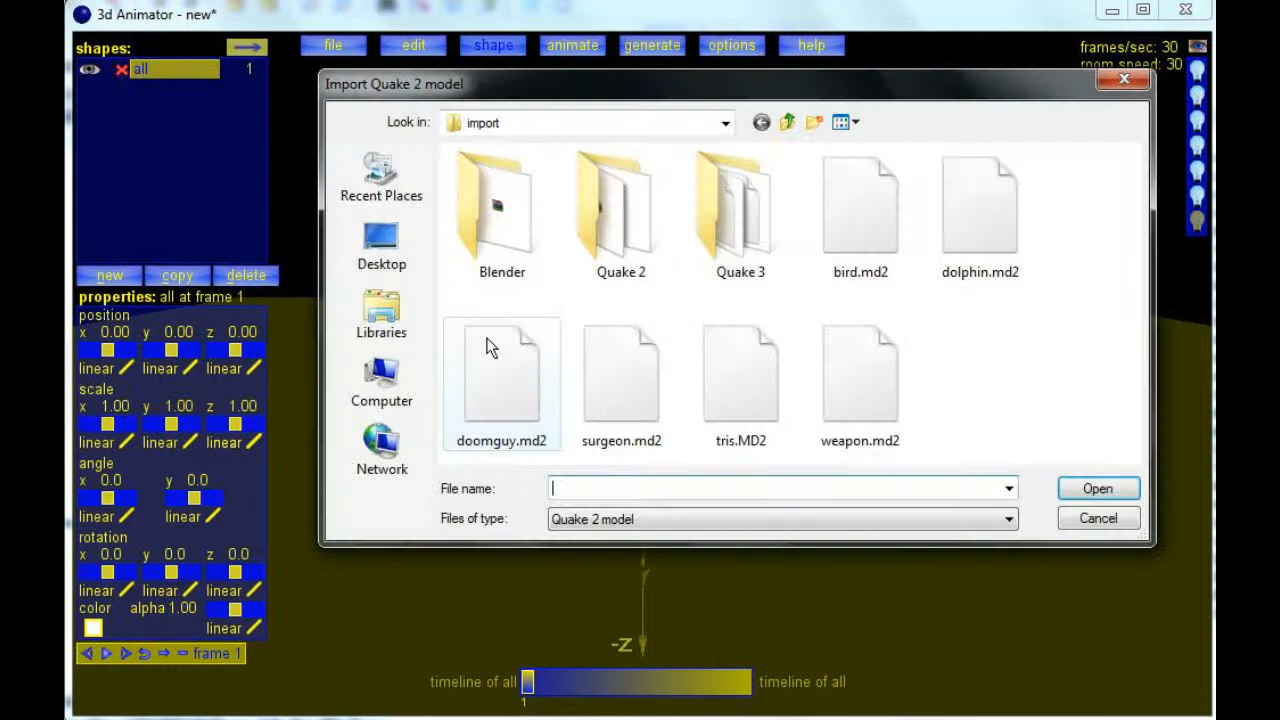 3d Animator - new*
shapes:
all 1
file edit shape animate generate options help
frames/sec: 30
room speed: 30
Import Quake 2 model
Look in: import
Recent Places
Desktop
Libraries
Computer
Network
Blender Quake 2 Quake 3 bird.md2 dolphin.md2
doomguy.md2 surgeon.md2 tris.MD2 weapon.md2
File name: Open
Files of type: Quake 2 model Cancel
new copy delete
properties: all at frame 1
position
x 0.00 y 0.00 z 0.00
linear linear linear
scale
x 1.00 y 1.00 z 1.00
linear linear linear
angle
x 0.0 y 0.0
linear linear
rotation
x 0.0 y 0.0 z 0.0
linear linear linear
color alpha 1.00
linear
frame 1
-Z
timeline of all timeline of all
1